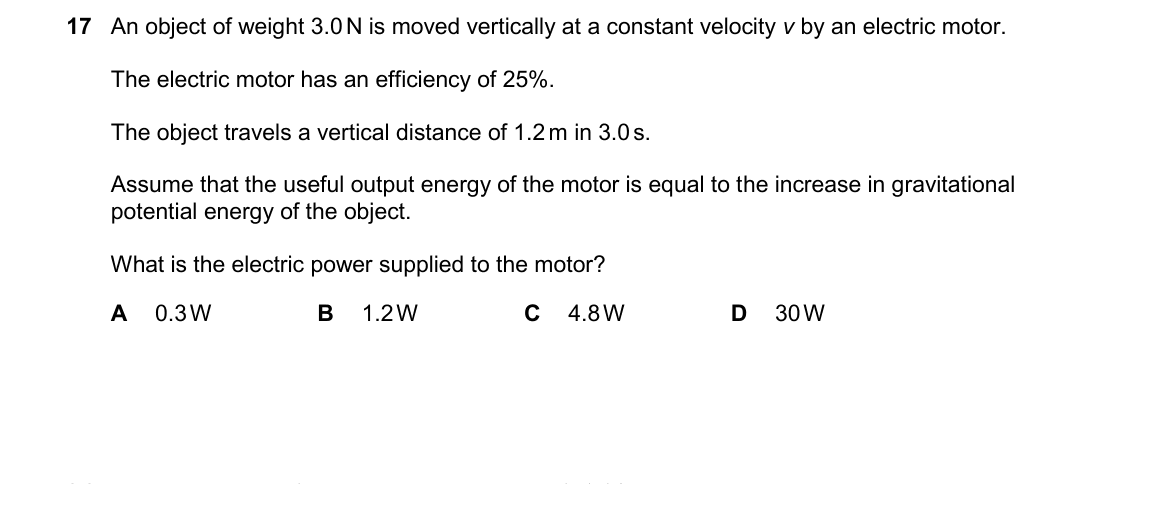 17 An object of weight 3.0 N is moved vertically at a constant velocity v by an electric motor.
The electric motor has an efficiency of 25%.
The object travels a vertical distance of 1.2 m in 3.0 s.
Assume that the useful output energy of the motor is equal to the increase in gravitational
potential energy of the object.
What is the electric power supplied to the motor?
A 0.3 W B 1.2 W C 4.8 W D 30 W